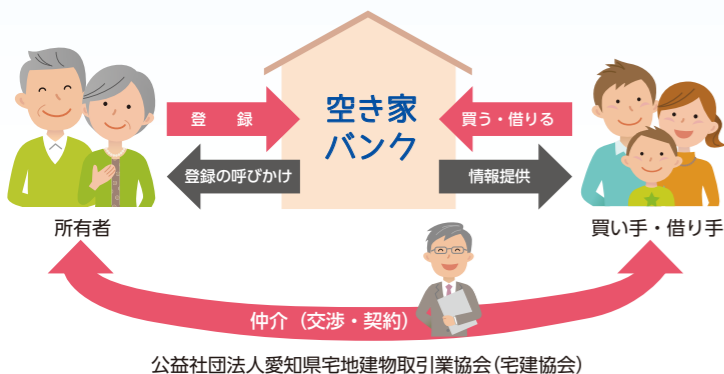 空き家
バンク
登　録
買う・借りる
登録の呼びかけ
情報提供
所有者
買い手・借り手
仲介（交渉・契約）
公益社団法人愛知県宅地建物取引業協会(宅建協会)